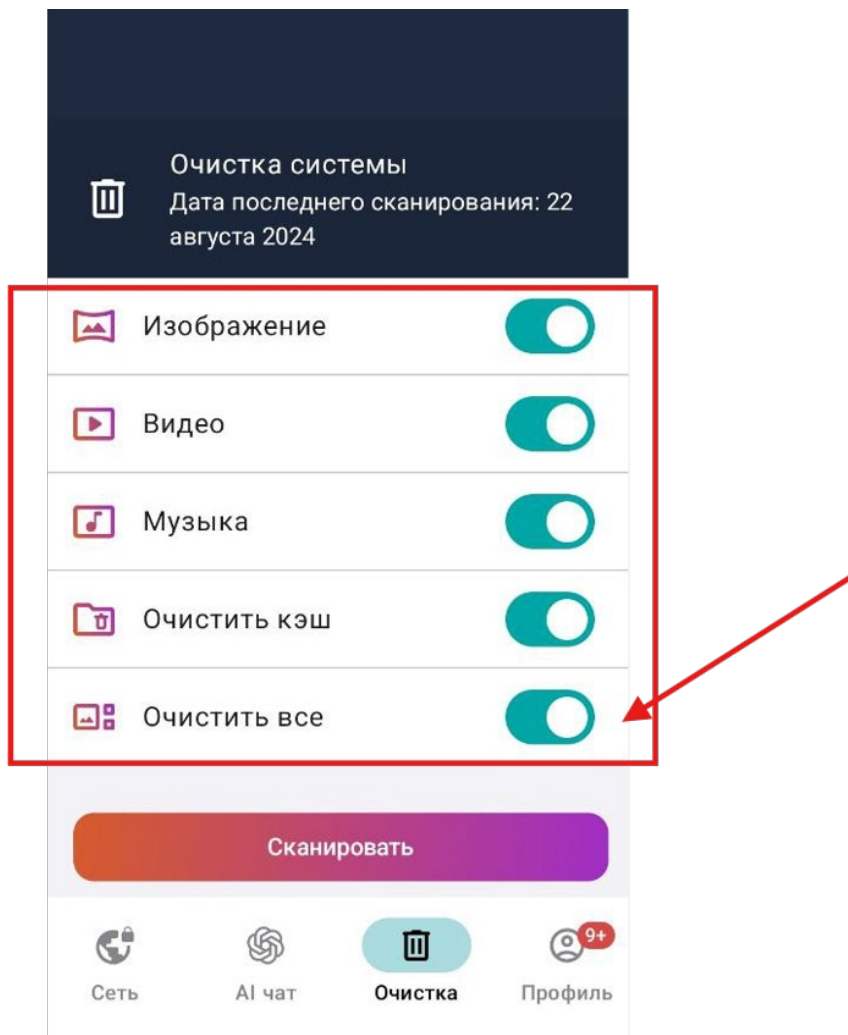 Очистка системы
Дата последнего сканирования: 22
августа 2024
Изображение
Видео
Музыка
Очистить кэш
Очистить все
Сканировать
9+
Сеть
AI чат
Очистка
Профиль